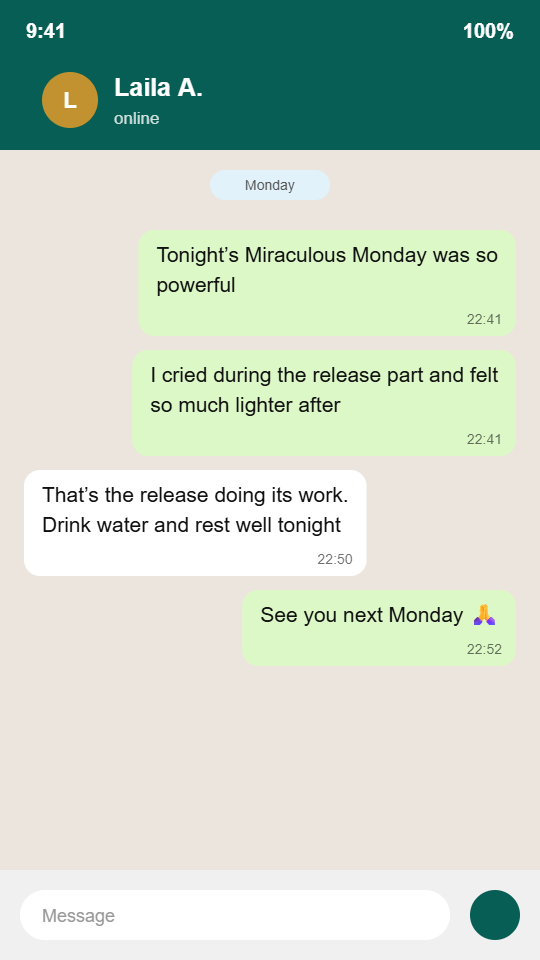 9:41
100%
L
Laila A.
online
Monday
Tonight’s Miraculous Monday was so
powerful
22:41
I cried during the release part and felt
so much lighter after
22:41
That’s the release doing its work.
Drink water and rest well tonight
22:50
See you next Monday 🙏
22:52
Message